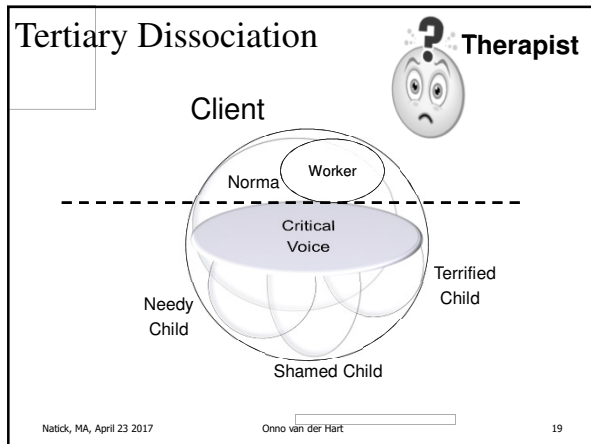 Tertiary Dissociation
?
Therapist
Client
Worker
Norma
Critical
Voice
Terrified
Child
Needy
Child
Shamed Child
Natick, MA, April 23 2017
Onno van der Hart
19